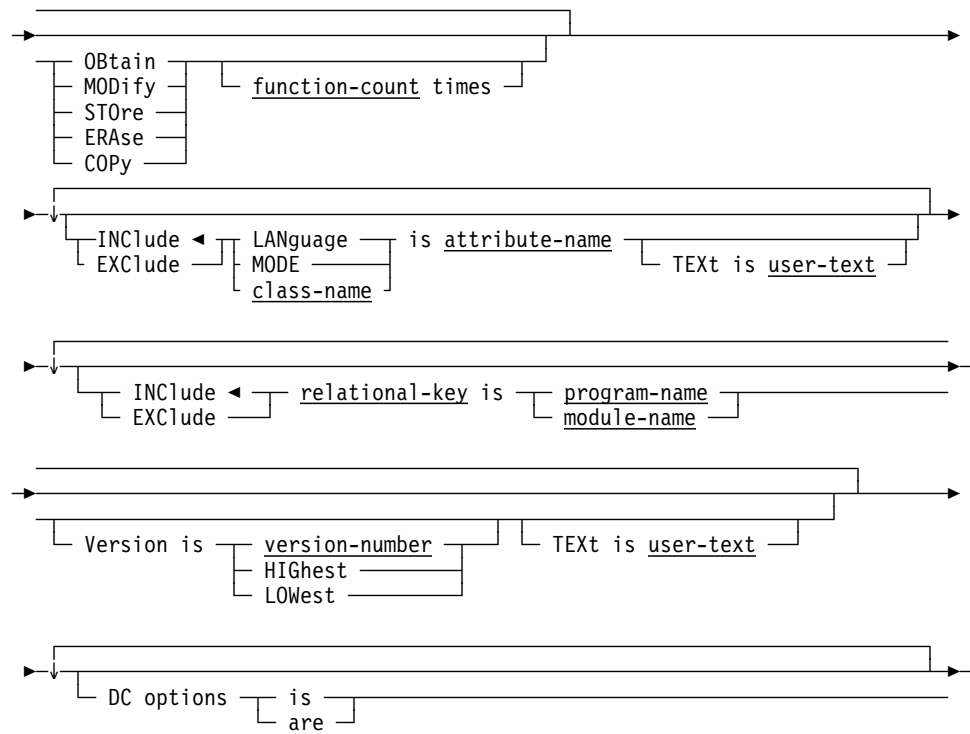 OBtain
MODify function-count times
STOre
ERAse
COPy
INClude LANguage is attribute-name
EXClude MODE TEXt is user-text
class-name
INClude relational-key is program-name
EXClude module-name
Version is version-number TEXt is user-text
HIGhest
LOWest
DC options is
are